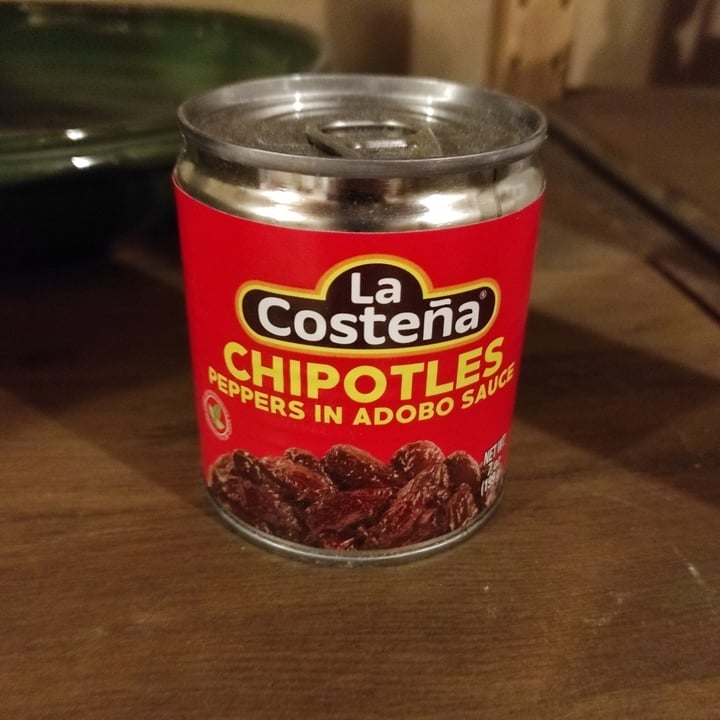 La
Costeña®
CHIPOTLES
PEPPERS IN ADOBO SAUCE
NET WT.